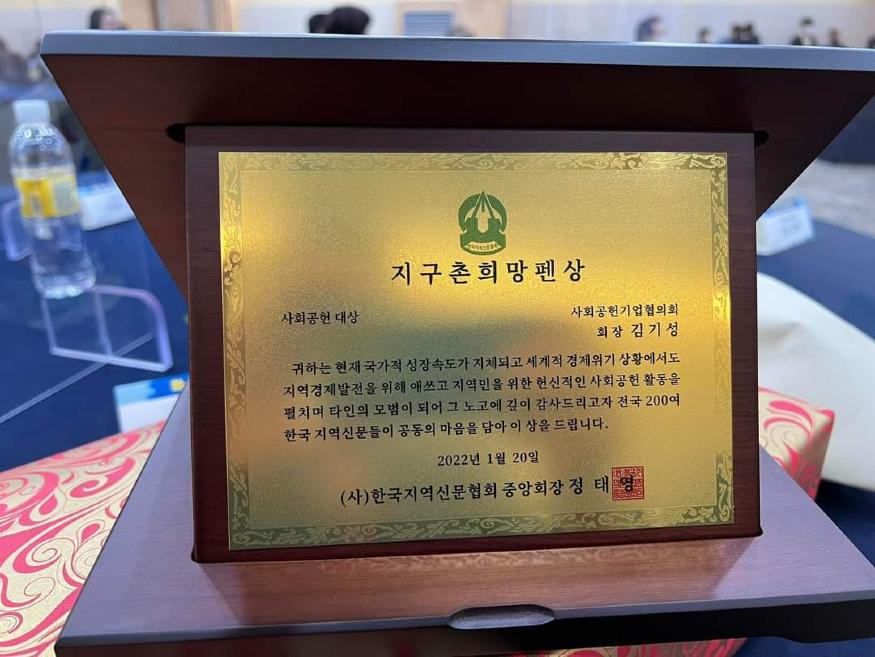 지구촌희망펜상
사회공헌 대상
사회공헌기업협의회
회장 김기성
귀하는 현재 국가적 성장속도가 지체되고 세계적 경제위기 상황에서도
지역경제발전을 위해 애쓰고 지역민을 위한 헌신적인 사회공헌 활동을
펼치며 타인의 모범이 되어 그 노고에 깊이 감사드리고자 전국 200여
한국 지역신문들이 공동의 마음을 담아 이 상을 드립니다.
2022년 1월 20일
(사)한국지역신문협회 중앙회장 정 태 영